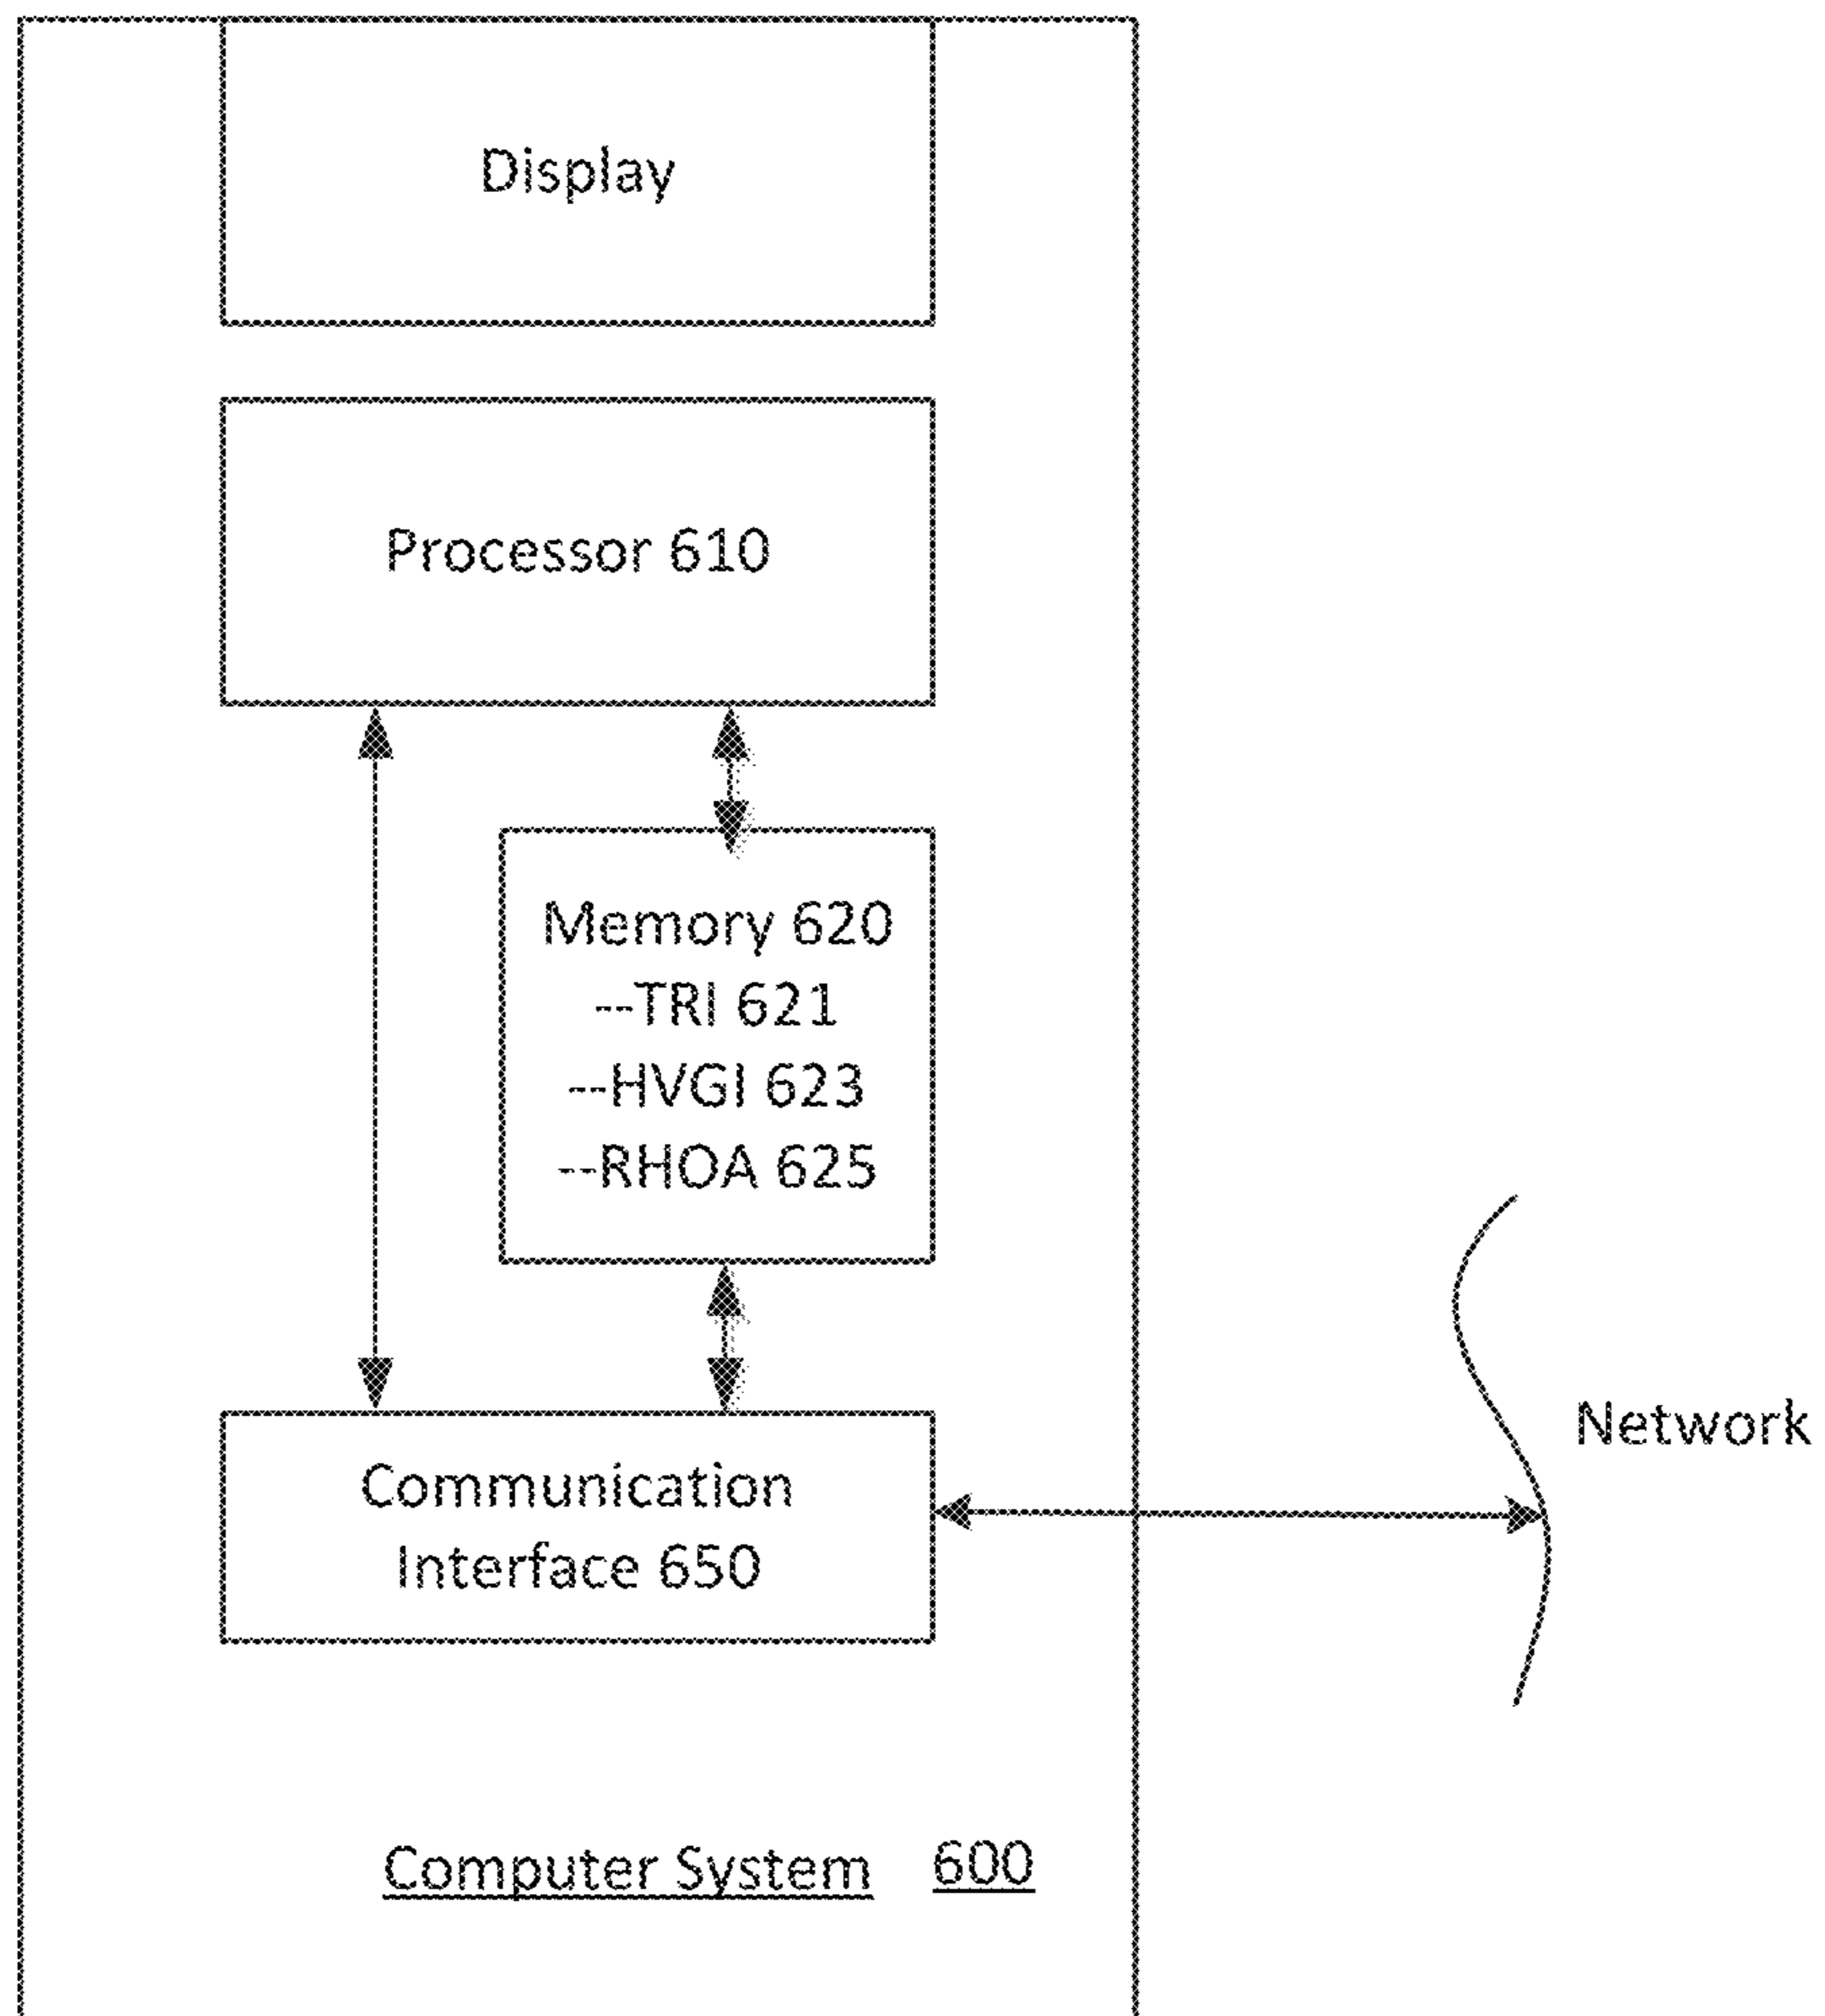 Display
Processor 610
Memory 620
--TRI 621
--HVGI 623
--RHOA 625
Communication
Interface 650
Network
Computer System 600